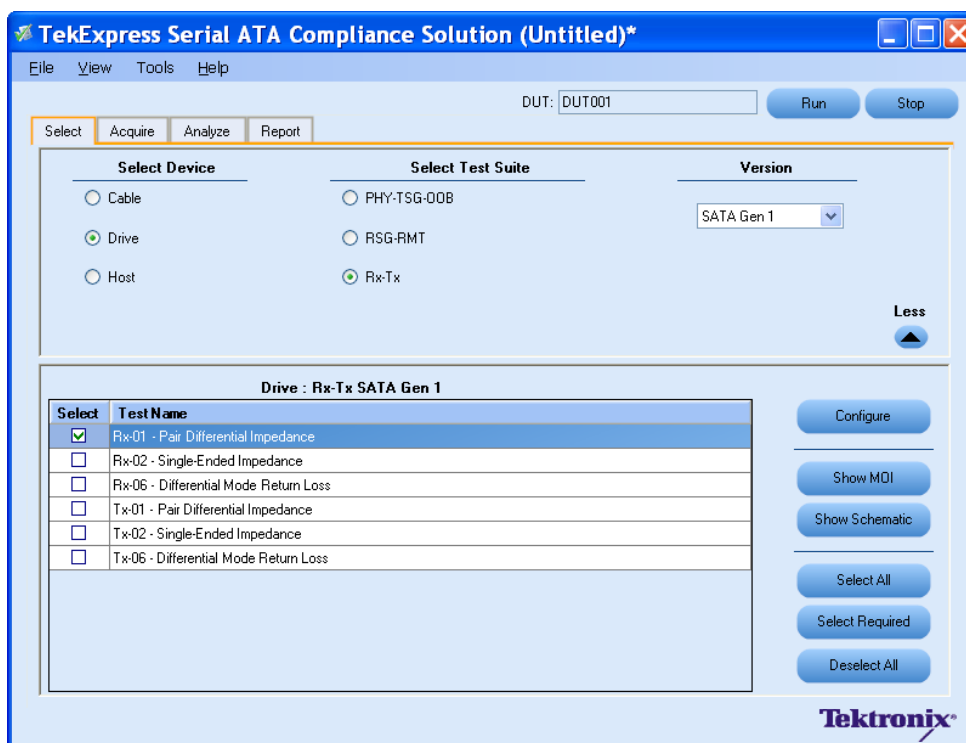 TekExpress Serial ATA Compliance Solution (Untitled)*
File View Tools Help
DUT: DUT001 Run Stop
Select Acquire Analyze Report
Select Device Select Test Suite Version
Cable PHY-TSG-OOB
SATA Gen 1
Drive RSG-RMT
Host Rx-Tx
Less
Drive : Rx-Tx SATA Gen 1
Select Test Name
Rx-01 - Pair Differential Impedance
Rx-02 - Single-Ended Impedance
Rx-06 - Differential Mode Return Loss
Tx-01 - Pair Differential Impedance
Tx-02 - Single-Ended Impedance
Tx-06 - Differential Mode Return Loss
Configure
Show MOI
Show Schematic
Select All
Select Required
Deselect All
Tektronix